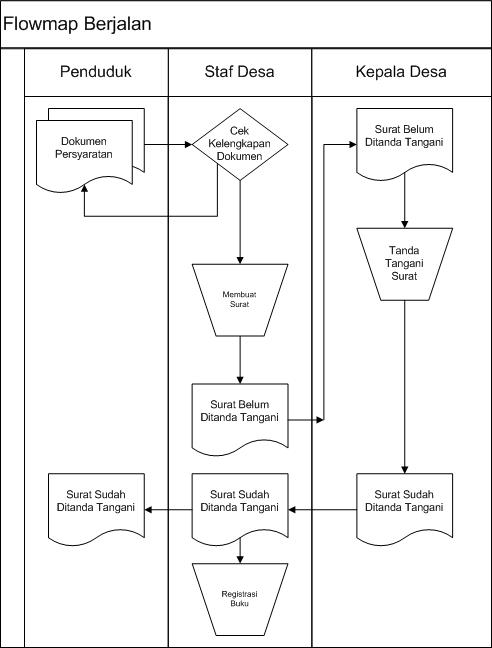 Flowmap Berjalan
Penduduk
Staf Desa
Kepala Desa
Dokumen
Persyaratan
Cek
Kelengkapan
Dokumen
Surat Belum
Ditanda Tangani
Tanda
Tangani
Surat
Membuat
Surat
Surat Belum
Ditanda Tangani
Surat Sudah
Ditanda Tangani
Surat Sudah
Ditanda Tangani
Surat Sudah
Ditanda Tangani
Registrasi
Buku